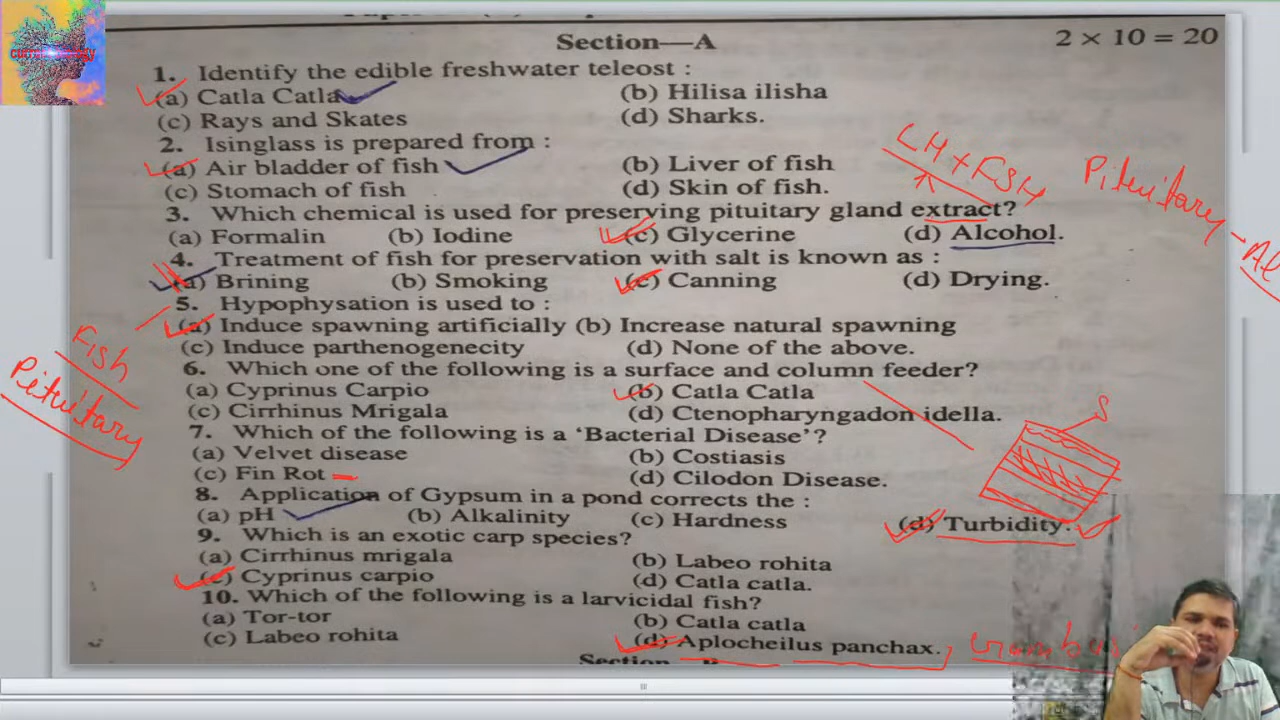 Section—A
2 × 10 = 20
1. Identify the edible freshwater teleost :
(a) Catla Catla (b) Hilisa ilisha
(c) Rays and Skates (d) Sharks.
2. Isinglass is prepared from :
(a) Air bladder of fish (b) Liver of fish
(c) Stomach of fish (d) Skin of fish.
3. Which chemical is used for preserving pituitary gland extract?
(a) Formalin (b) Iodine (c) Glycerine (d) Alcohol.
4. Treatment of fish for preservation with salt is known as :
(a) Brining (b) Smoking (c) Canning (d) Drying.
5. Hypophysation is used to :
(a) Induce spawning artificially (b) Increase natural spawning
(c) Induce parthenogenecity (d) None of the above.
6. Which one of the following is a surface and column feeder?
(a) Cyprinus Carpio (b) Catla Catla
(c) Cirrhinus Mrigala (d) Ctenopharyngadon idella.
7. Which of the following is a ‘Bacterial Disease’?
(a) Velvet disease (b) Costiasis
(c) Fin Rot (d) Cilodon Disease.
8. Application of Gypsum in a pond corrects the :
(a) pH (b) Alkalinity (c) Hardness (d) Turbidity.
9. Which is an exotic carp species?
(a) Cirrhinus mrigala (b) Labeo rohita
(c) Cyprinus carpio (d) Catla catla.
10. Which of the following is a larvicidal fish?
(a) Tor-tor (b) Catla catla
(c) Labeo rohita (d) Aplocheilus panchax.
LH + FSH
Pituitary - Al
Fish
Pituitary
S